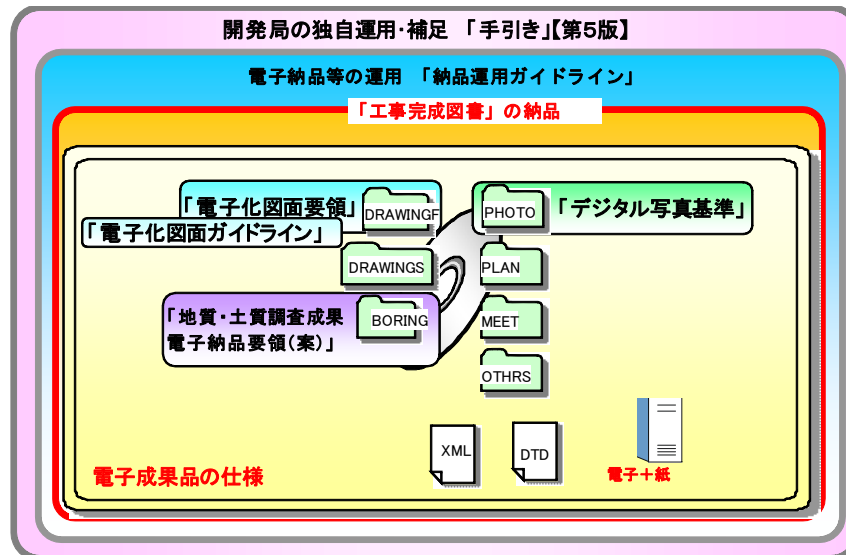 開発局の独自運用・補足 「手引き」【第5版】
電子納品等の運用 「納品運用ガイドライン」
「工事完成図書」の納品
「電子化図面要領」
DRAWINGF
「電子化図面ガイドライン」
DRAWINGS
「地質・土質調査成果
電子納品要領(案)」
BORING
PHOTO
「デジタル写真基準」
PLAN
MEET
OTHRS
XML
DTD
電子+紙
電子成果品の仕様